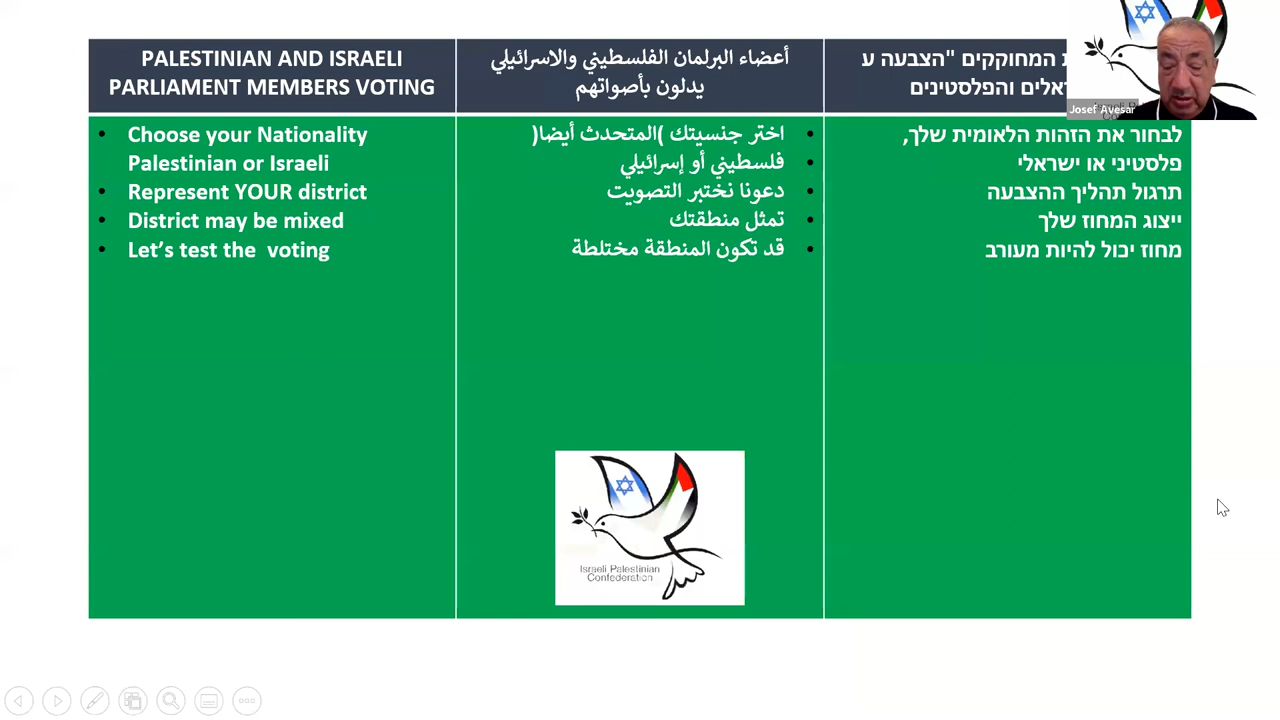 PALESTINIAN AND ISRAELI
PARLIAMENT MEMBERS VOTING
أعضاء البرلمان الفلسطيني والاسرائيلي
يدلون بأصواتهم
המחוקקים "הצבעה ע
והפלסטינים
Josef Avesar
• Choose your Nationality
Palestinian or Israeli
• Represent YOUR district
• District may be mixed
• Let’s test the voting
• اختر جنسيتك )المتحدث أيضا(
• فلسطيني أو إسرائيلي
• دعونا نختبر التصويت
• تمثل منطقتك
• قد تكون المنطقة مختلطة
לבחור את הזהות הלאומית שלך,
פלסטיני או ישראלי
תרגול תהליך ההצבעה
ייצוג המחוז שלך
מחוז יכול להיות מעורב
Israeli Palestinian
Confederation